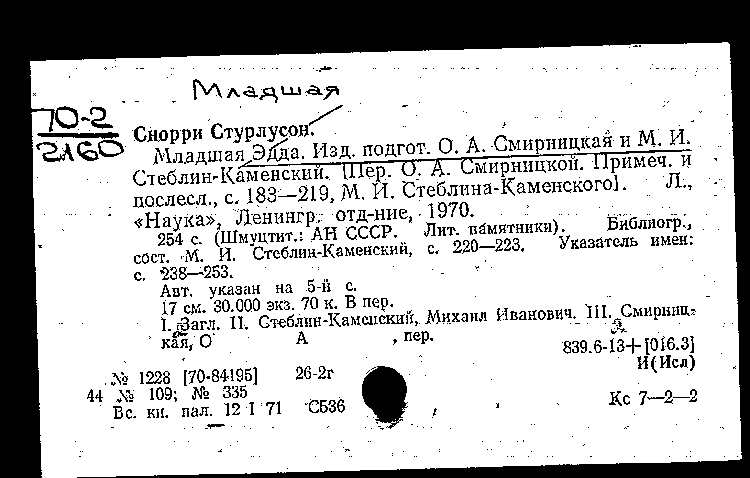 Младшая
70-2
2160
Снорри Стурлусон.
Младшая Эдда. Изд. подгот. О. А. Смирницкая и М. И.
Стеблин-Каменский. [Пер. О. А. Смирницкой. Примеч. и
послесл., с. 183—219, М. И. Стеблина-Каменского]. Л.,
«Наука», Ленингр. отд-ние, 1970.
254 с. (Шмуцтит.: АН СССР. Лит. памятники). Библиогр.,
сост. М. И. Стеблин-Каменский, с. 220—223. Указатель имен:
с. 238—253.
Авт. указан на 5-й с.
17 см. 30.000 экз. 70 к. В пер.
I. Загл. II. Стеблин-Каменский, Михаил Иванович. III. Смирниц-
кая, О А , пер.
839.6-13+[016.3]
И(Исл)
№ 1228 [70-84195] 26-2г
44 № 109; № 335
Вс. кн. пал. 12 I 71 С536
Кс 7—2—2